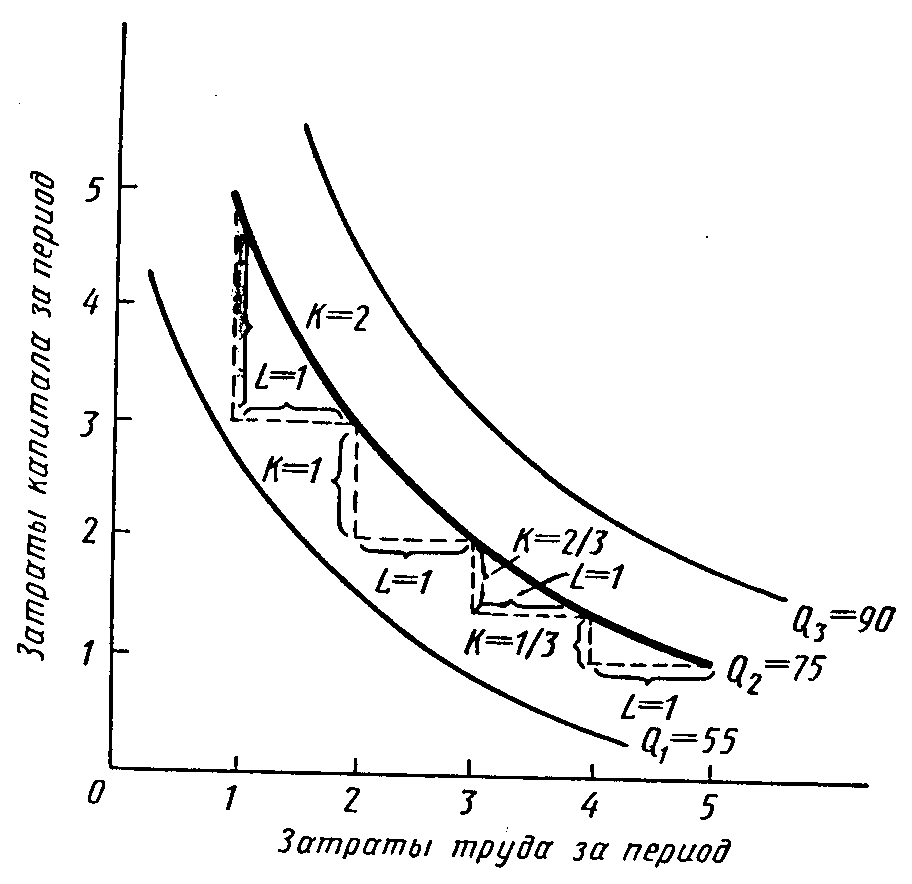 Затраты капитала за период
5
4
3
2
1
0
K=2
L=1
K=1
L=1
K=2/3
L=1
K=1/3
L=1
Q₃=90
Q₂=75
Q₁=55
1 2 3 4 5
Затраты труда за период